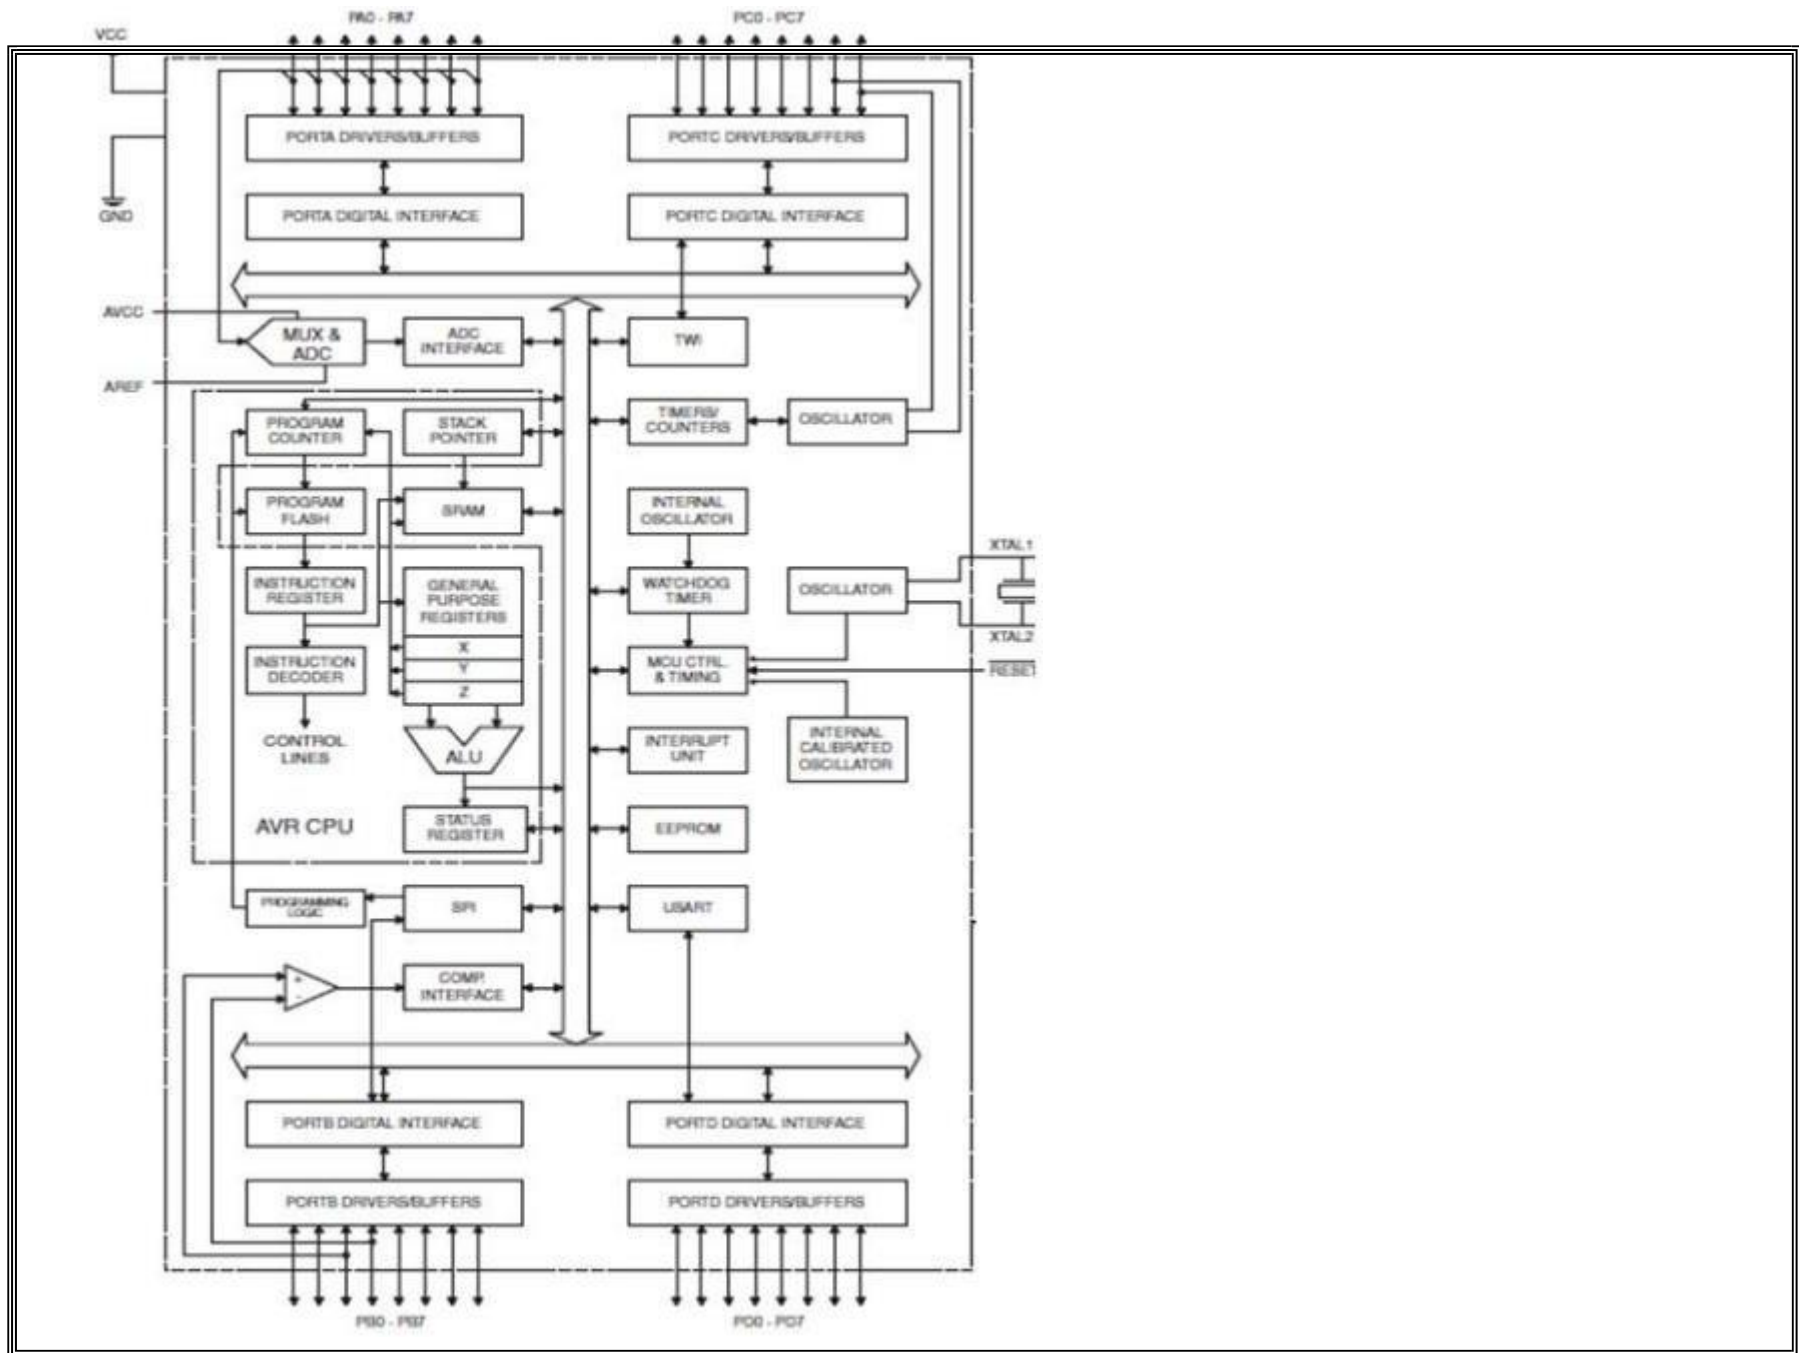 PA0 - PA7
PC0 - PC7
VCC
PORTA DRIVERS/BUFFERS
PORTC DRIVERS/BUFFERS
GND
PORTA DIGITAL INTERFACE
PORTC DIGITAL INTERFACE
AVCC
MUX &
ADC
ADC
INTERFACE
TWI
AREF
PROGRAM
COUNTER
STACK
POINTER
TIMERS/
COUNTERS
OSCILLATOR
PROGRAM
FLASH
SRAM
INTERNAL
OSCILLATOR
XTAL1
INSTRUCTION
REGISTER
GENERAL
PURPOSE
REGISTERS
WATCHDOG
TIMER
OSCILLATOR
XTAL2
X
Y
Z
INSTRUCTION
DECODER
MCU CTRL.
& TIMING
RESET
CONTROL
LINES
ALU
INTERRUPT
UNIT
INTERNAL
CALIBRATED
OSCILLATOR
AVR CPU
STATUS
REGISTER
EEPROM
PROGRAMMING
LOGIC
SPI
USART
+
-
COMP.
INTERFACE
PORTB DIGITAL INTERFACE
PORTD DIGITAL INTERFACE
PORTB DRIVERS/BUFFERS
PORTD DRIVERS/BUFFERS
PB0 - PB7
PD0 - PD7